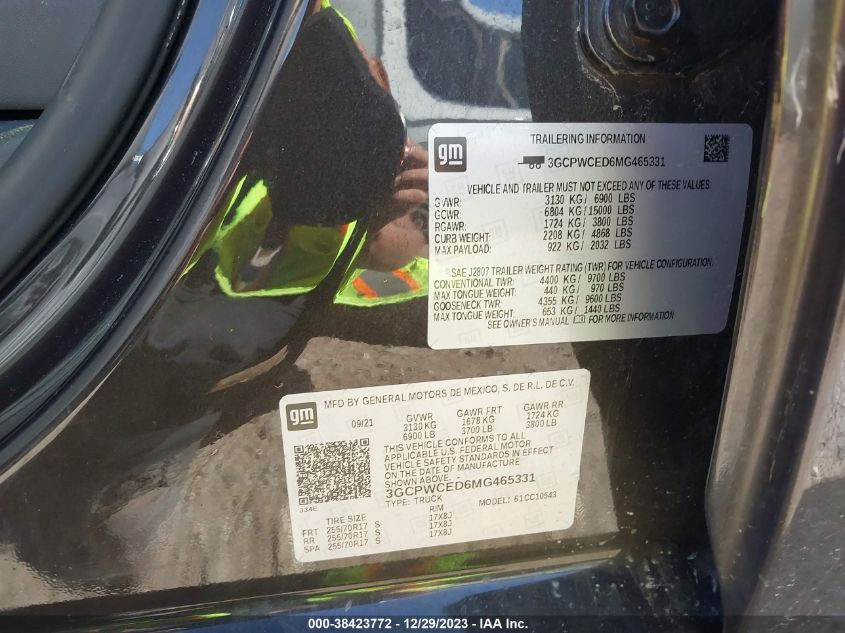 gm
TRAILERING INFORMATION
3GCPWCED6MG465331
VEHICLE AND TRAILER MUST NOT EXCEED ANY OF THESE VALUES.
GVWR: 3130 KG/ 6900 LBS
GCWR: 6804 KG/15000 LBS
RGAWR: 1724 KG/ 3800 LBS
CURB WEIGHT: 2208 KG/ 4868 LBS
MAX PAYLOAD: 922 KG/ 2032 LBS
SAE J2807 TRAILER WEIGHT RATING (TWR) FOR VEHICLE CONFIGURATION.
CONVENTIONAL TWR: 4400 KG/ 9700 LBS
MAX TONGUE WEIGHT: 440 KG/ 970 LBS
GOOSENECK TWR: 4355 KG/ 9600 LBS
MAX TONGUE WEIGHT: 653 KG/ 1440 LBS
SEE OWNER'S MANUAL FOR MORE INFORMATION
gm
MFD BY GENERAL MOTORS DE MEXICO, S. DE R.L. DE C.V.
09/21 GVWR GAWR FRT GAWR RR
3130 KG 1678 KG 1724 KG
6900 LB 3700 LB 3800 LB
THIS VEHICLE CONFORMS TO ALL
APPLICABLE U.S. FEDERAL MOTOR
VEHICLE SAFETY STANDARDS IN EFFECT
ON THE DATE OF MANUFACTURE
SHOWN ABOVE.
3GCPWCED6MG465331
334E TYPE: TRUCK MODEL: 61CC10543
TIRE SIZE RIM
FRT 255/70R17 S 17X8J
RR 255/70R17 S 17X8J
SPA 255/70R17 S 17X8J
000-38423772 - 12/29/2023 - IAA Inc.